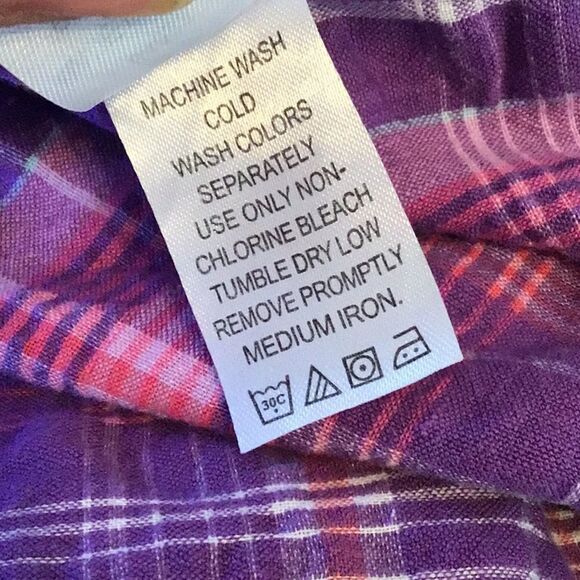 MACHINE WASH
COLD
WASH COLORS
SEPARATELY
USE ONLY NON-
CHLORINE BLEACH
TUMBLE DRY LOW
REMOVE PROMPTLY
MEDIUM IRON.
30C